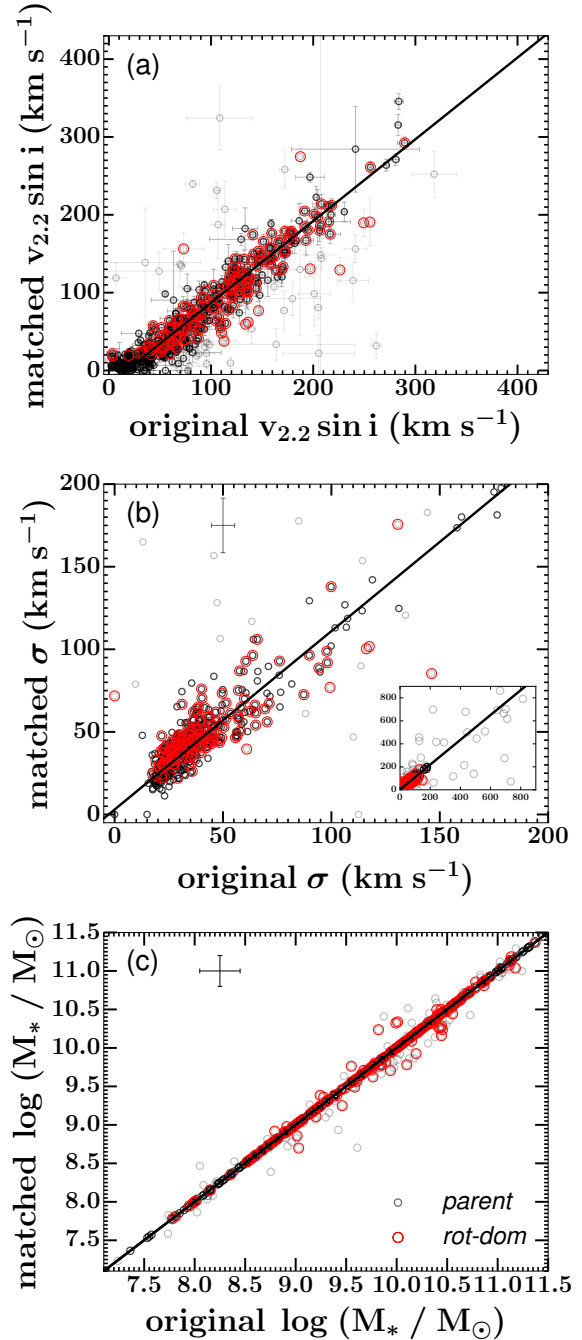 (a)
400
300
200
100
0
matched v2.2 sin i (km s−1)
0 100 200 300 400
original v2.2 sin i (km s−1)
(b)
200
150
100
50
0
matched σ (km s−1)
800
600
400
200
0
0 200 400 600 800
0 50 100 150 200
original σ (km s−1)
(c)
11.5
11.0
10.5
10.0
9.5
9.0
8.5
8.0
7.5
matched log (M* / M⊙)
parent
rot-dom
7.5 8.0 8.5 9.0 9.5 10.0 10.5 11.0 11.5
original log (M* / M⊙)